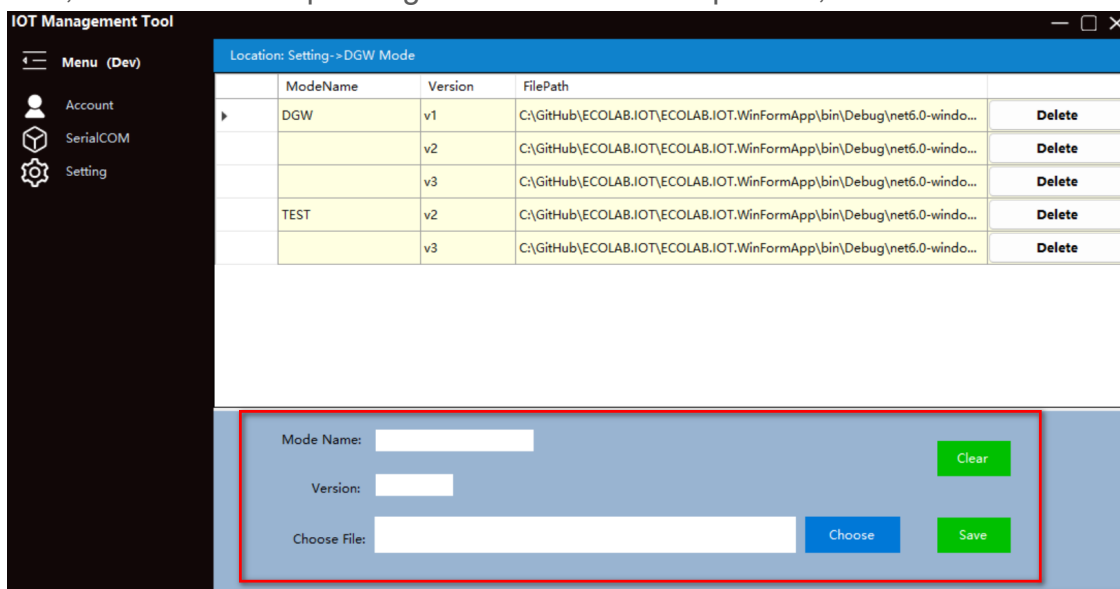 IOT Management Tool
Menu (Dev)
Location: Setting->DGW Mode
Account
SerialCOM
Setting
ModeName Version FilePath
DGW v1 C:\GitHub\ECOLAB.IOT\ECOLAB.IOT.WinFormApp\bin\Debug\net6.0-windo... Delete
v2 C:\GitHub\ECOLAB.IOT\ECOLAB.IOT.WinFormApp\bin\Debug\net6.0-windo... Delete
v3 C:\GitHub\ECOLAB.IOT\ECOLAB.IOT.WinFormApp\bin\Debug\net6.0-windo... Delete
TEST v2 C:\GitHub\ECOLAB.IOT\ECOLAB.IOT.WinFormApp\bin\Debug\net6.0-windo... Delete
v3 C:\GitHub\ECOLAB.IOT\ECOLAB.IOT.WinFormApp\bin\Debug\net6.0-windo... Delete
Mode Name:
Clear
Version:
Choose File: Choose Save